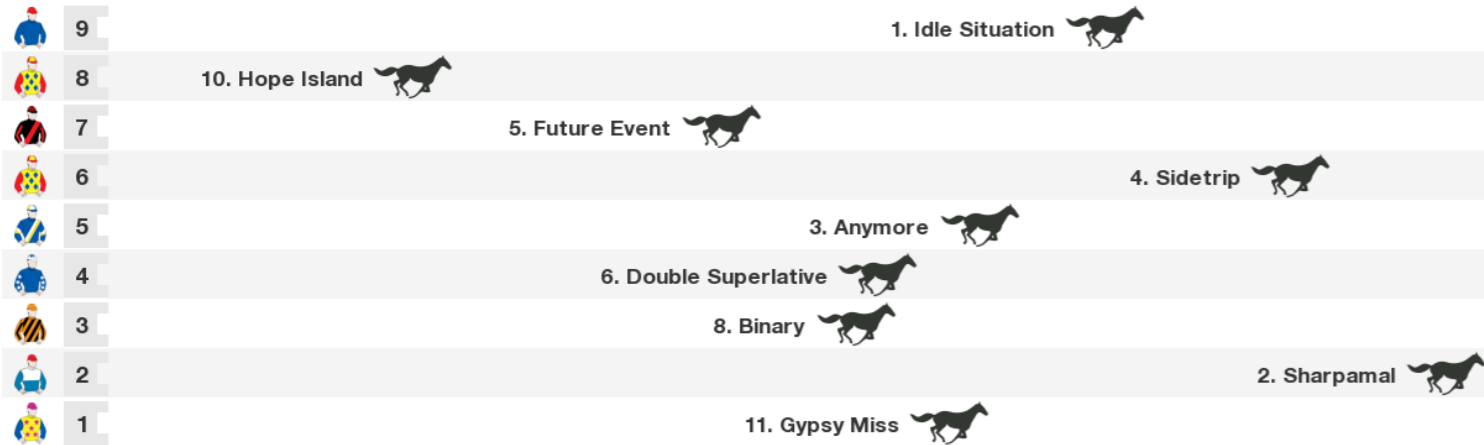 9 1. Idle Situation
8 10. Hope Island
7 5. Future Event
6 4. Sidetrip
5 3. Anymore
4 6. Double Superlative
3 8. Binary
2 2. Sharpamal
1 11. Gypsy Miss